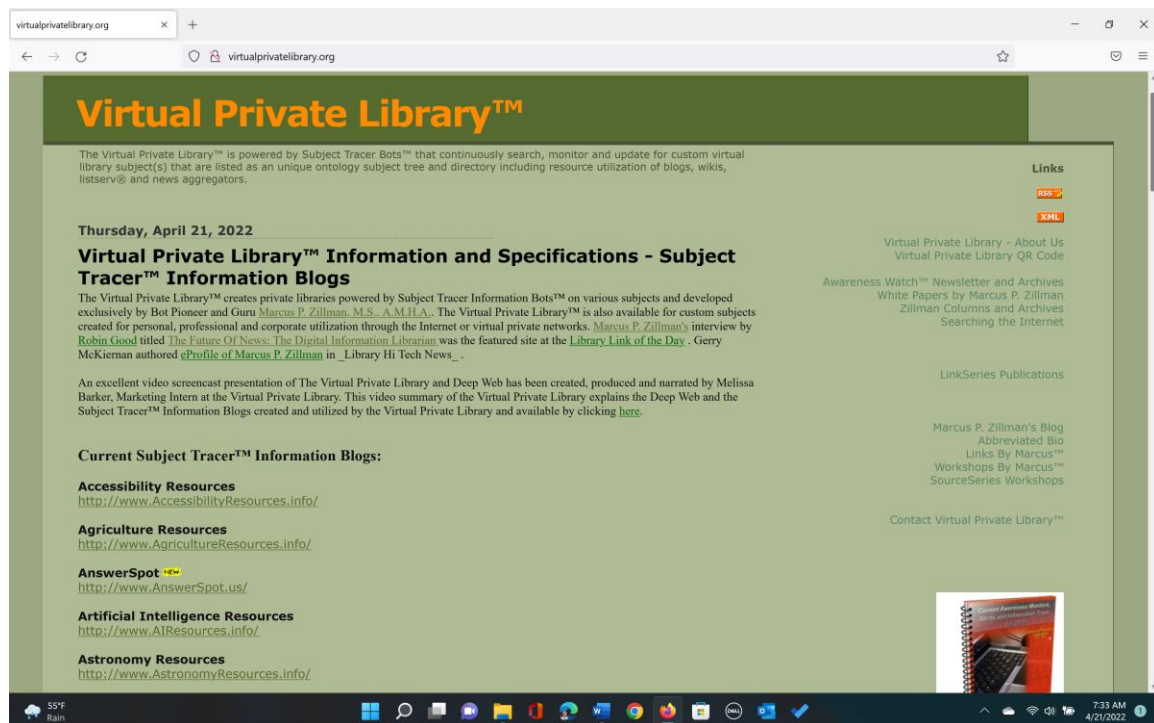 virtualprivatelibrary.org
virtualprivatelibrary.org
Virtual Private Library™
The Virtual Private Library™ is powered by Subject Tracer Bots™ that continuously search, monitor and update for custom virtual
library subject(s) that are listed as an unique ontology subject tree and directory including resource utilization of blogs, wikis,
listserv® and news aggregators.
Thursday, April 21, 2022
Virtual Private Library™ Information and Specifications - Subject
Tracer™ Information Blogs
The Virtual Private Library™ creates private libraries powered by Subject Tracer Information Bots™ on various subjects and developed
exclusively by Bot Pioneer and Guru Marcus P. Zillman, M.S., A.M.H.A.. The Virtual Private Library™ is also available for custom subjects
created for personal, professional and corporate utilization through the Internet or virtual private networks. Marcus P. Zillman's interview by
Robin Good titled The Future Of News: The Digital Information Librarian was the featured site at the Library Link of the Day . Gerry
McKiernan authored eProfile of Marcus P. Zillman in _Library Hi Tech News_ .
An excellent video screencast presentation of The Virtual Private Library and Deep Web has been created, produced and narrated by Melissa
Barker, Marketing Intern at the Virtual Private Library. This video summary of the Virtual Private Library explains the Deep Web and the
Subject Tracer™ Information Blogs created and utilized by the Virtual Private Library and available by clicking here.
Current Subject Tracer™ Information Blogs:
Accessibility Resources
http://www.AccessibilityResources.info/
Agriculture Resources
http://www.AgricultureResources.info/
AnswerSpot NEW
http://www.AnswerSpot.us/
Artificial Intelligence Resources
http://www.AIResources.info/
Astronomy Resources
http://www.AstronomyResources.info/
Links
RSS
XML
Virtual Private Library - About Us
Virtual Private Library QR Code
Awareness Watch™ Newsletter and Archives
White Papers by Marcus P. Zillman
Zillman Columns and Archives
Searching the Internet
LinkSeries Publications
Marcus P. Zillman's Blog
Abbreviated Bio
Links By Marcus™
Workshops By Marcus™
SourceSeries Workshops
Contact Virtual Private Library™
Current Awareness Monitors,
55°F
Rain
DELL
7:33 AM
4/21/2022
1